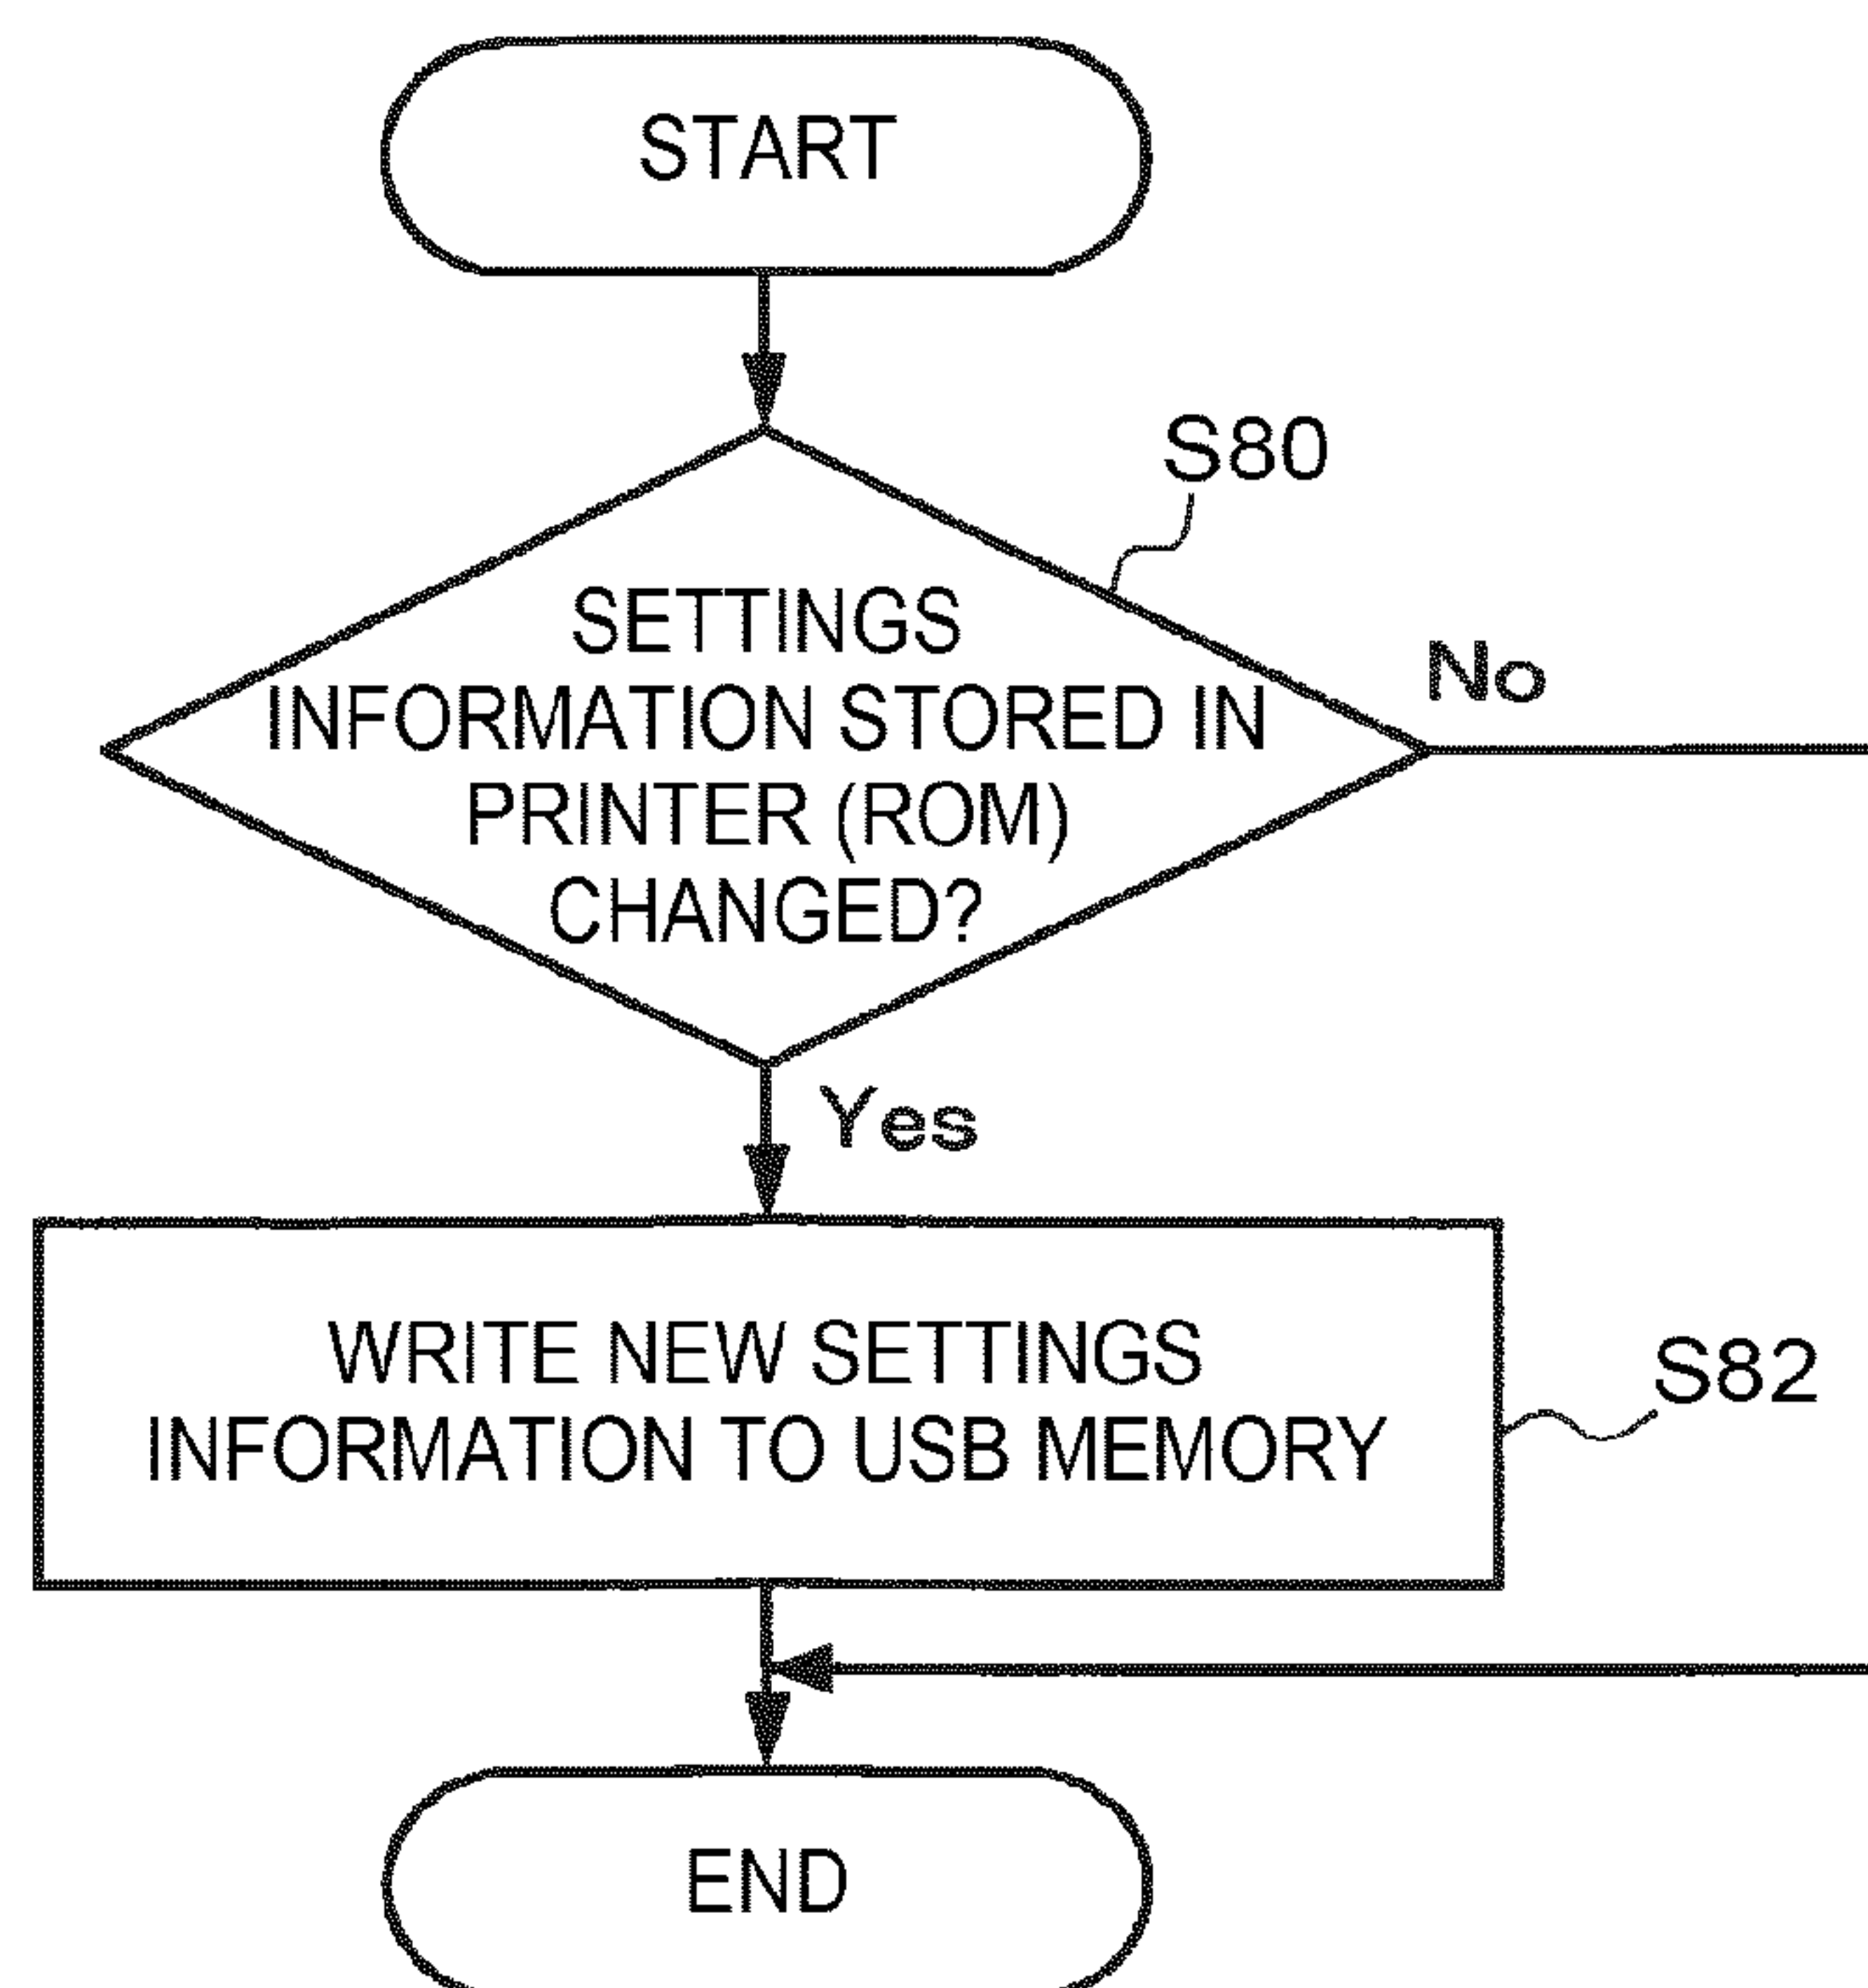 START
S80
SETTINGS
INFORMATION STORED IN
PRINTER (ROM)
CHANGED?
No
Yes
WRITE NEW SETTINGS
INFORMATION TO USB MEMORY
S82
END